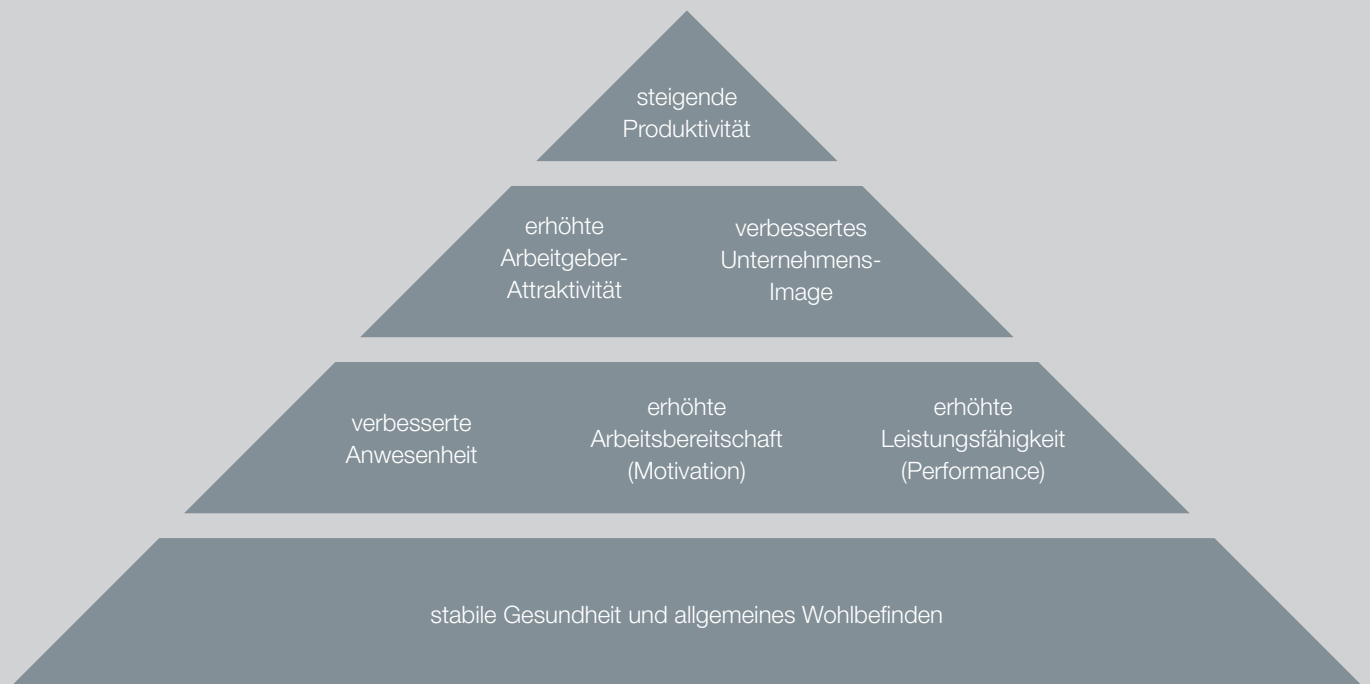 steigende
Produktivität
erhöhte
Arbeitgeber-
Attraktivität
verbessertes
Unternehmens-
Image
verbesserte
Anwesenheit
erhöhte
Arbeitsbereitschaft
(Motivation)
erhöhte
Leistungsfähigkeit
(Performance)
stabile Gesundheit und allgemeines Wohlbefinden